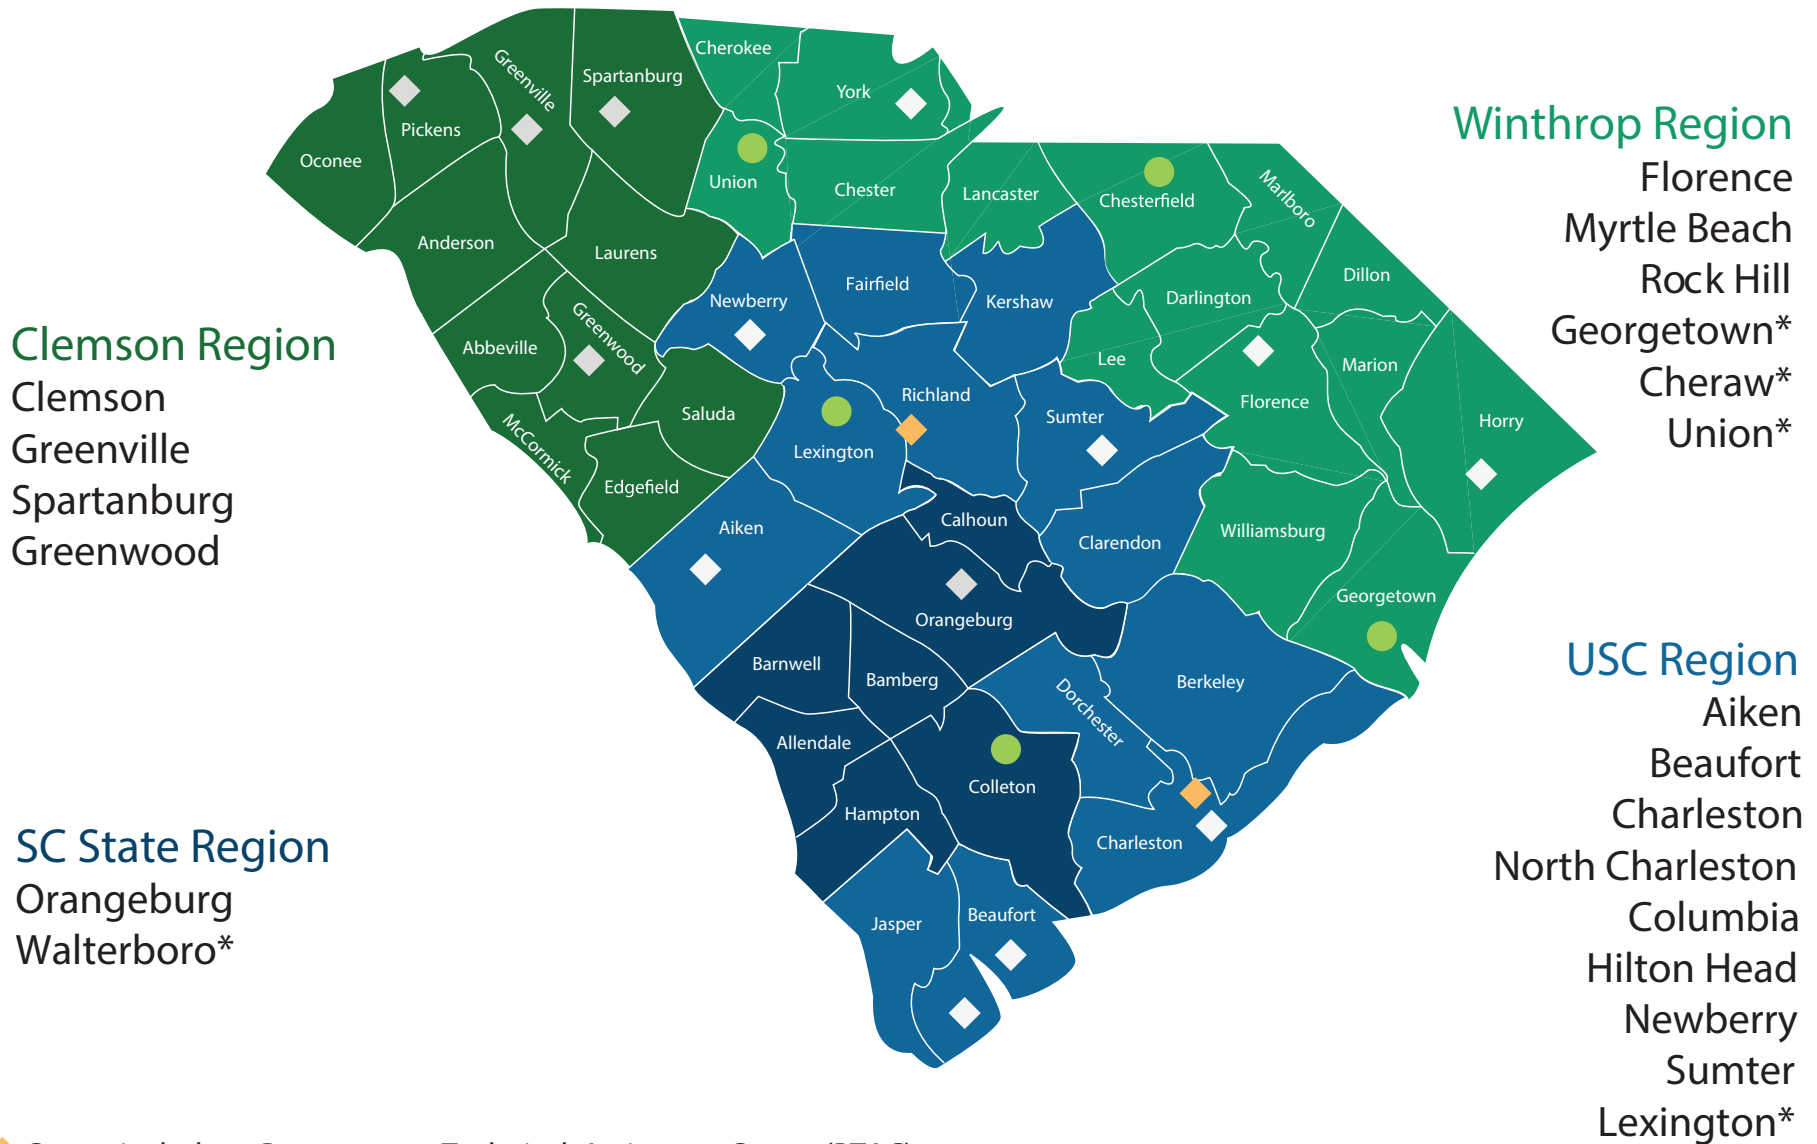 Cherokee
York
Greenville
Spartanburg
Pickens
Oconee
Union
Chester
Lancaster
Chesterfield
Marlboro
Anderson
Laurens
Newberry
Fairfield
Kershaw
Darlington
Dillon
Abbeville
Greenwood
Lee
Marion
Saluda
Richland
Sumter
Florence
Horry
McCormick
Edgefield
Lexington
Aiken
Calhoun
Clarendon
Williamsburg
Orangeburg
Georgetown
Barnwell
Bamberg
Dorchester
Berkeley
Allendale
Colleton
Hampton
Charleston
Jasper
Beaufort
Clemson Region
Clemson
Greenville
Spartanburg
Greenwood
SC State Region
Orangeburg
Walterboro*
Winthrop Region
Florence
Myrtle Beach
Rock Hill
Georgetown*
Cheraw*
Union*
USC Region
Aiken
Beaufort
Charleston
North Charleston
Columbia
Hilton Head
Newberry
Sumter
Lexington*